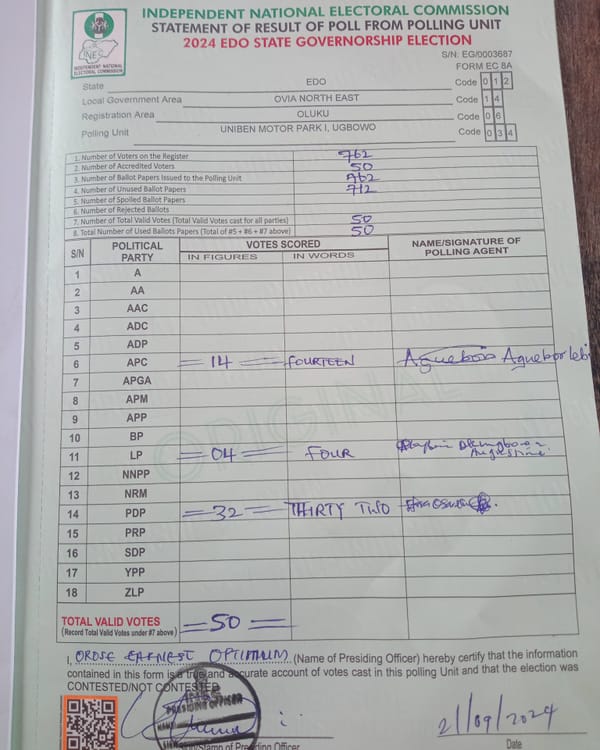 INDEPENDENT NATIONAL ELECTORAL COMMISSION
STATEMENT OF RESULT OF POLL FROM POLLING UNIT
2024 EDO STATE GOVERNORSHIP ELECTION
INEC
INDEPENDENT NATIONAL
ELECTORAL COMMISSION
S/N: EG/0003687
FORM EC 8A
State EDO Code 0 1 2
Local Government Area OVIA NORTH EAST Code 1 4
Registration Area OLUKU Code 0 6
Polling Unit UNIBEN MOTOR PARK I, UGBOWO Code 0 3 4
1. Number of Voters on the Register 762
2. Number of Accredited Voters 50
3. Number of Ballot Papers Issued to the Polling Unit 762
4. Number of Unused Ballot Papers 712
5. Number of Spoiled Ballot Papers
6. Number of Rejected Ballots
7. Number of Total Valid Votes (Total Valid Votes cast for all parties) 50
8. Total Number of Used Ballots Papers (Total of #5 + #6 + #7 above) 50
S/N POLITICAL PARTY VOTES SCORED NAME/SIGNATURE OF POLLING AGENT
IN FIGURES IN WORDS
1 A
2 AA
3 AAC
4 ADC
5 ADP
6 APC =14= FOURTEEN
7 APGA
8 APM
9 APP
10 BP
11 LP =04= FOUR
12 NNPP
13 NRM
14 PDP =32= THIRTY TWO
15 PRP
16 SDP
17 YPP
18 ZLP
ORIGINAL
TOTAL VALID VOTES =50=
(Record Total Valid Votes under #7 above)
I, EARNEST OPTIMUM (Name of Presiding Officer) hereby certify that the information
contained in this form is a true and accurate account of votes cast in this polling Unit and that the election was
CONTESTED/NOT CONTESTED
PRESIDING OFFICER
21/09/2024
Stamp of Presiding Officer Date